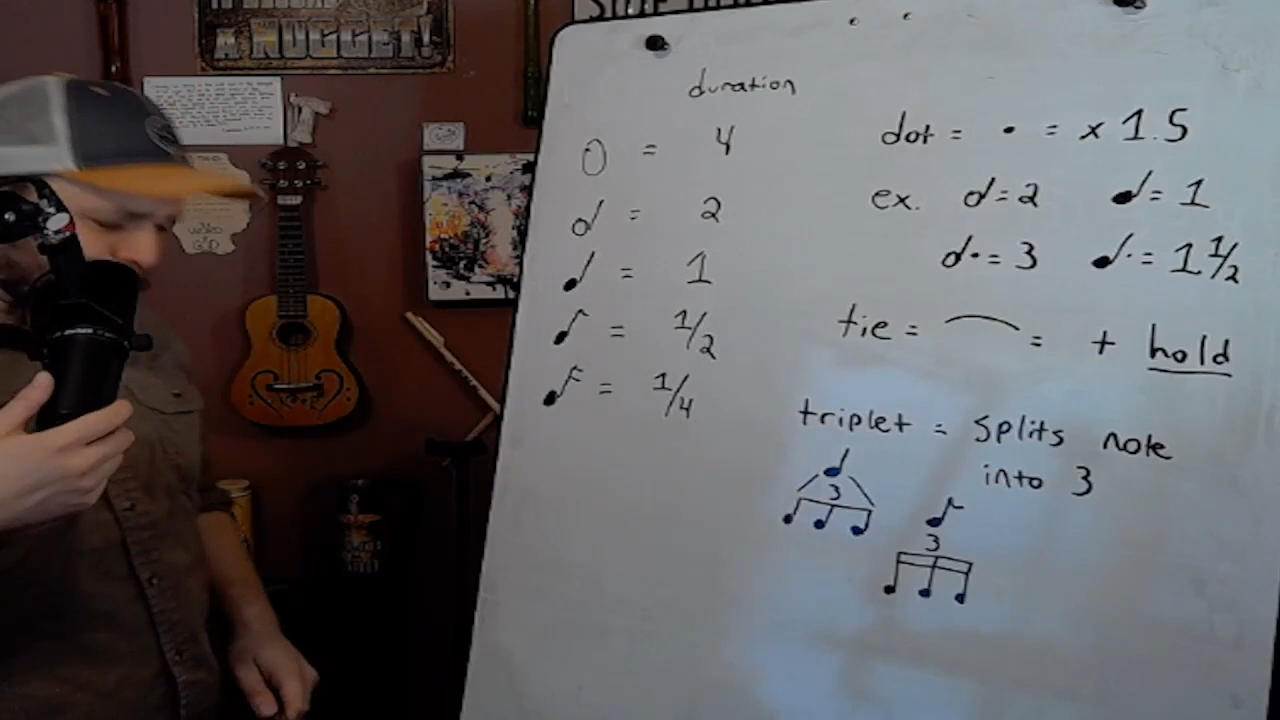 A NUGGET!
duration
𝅝 = 4
𝅗𝅥 = 2
♩ = 1
♪ = 1/2
𝅘𝅥𝅯 = 1/4
dot = • = x 1.5
ex. 𝅗𝅥 = 2 ♩ = 1
𝅗𝅥. = 3 ♩. = 1 1/2
tie = ⁀ = + hold
triplet = splits note
into 3
3
3